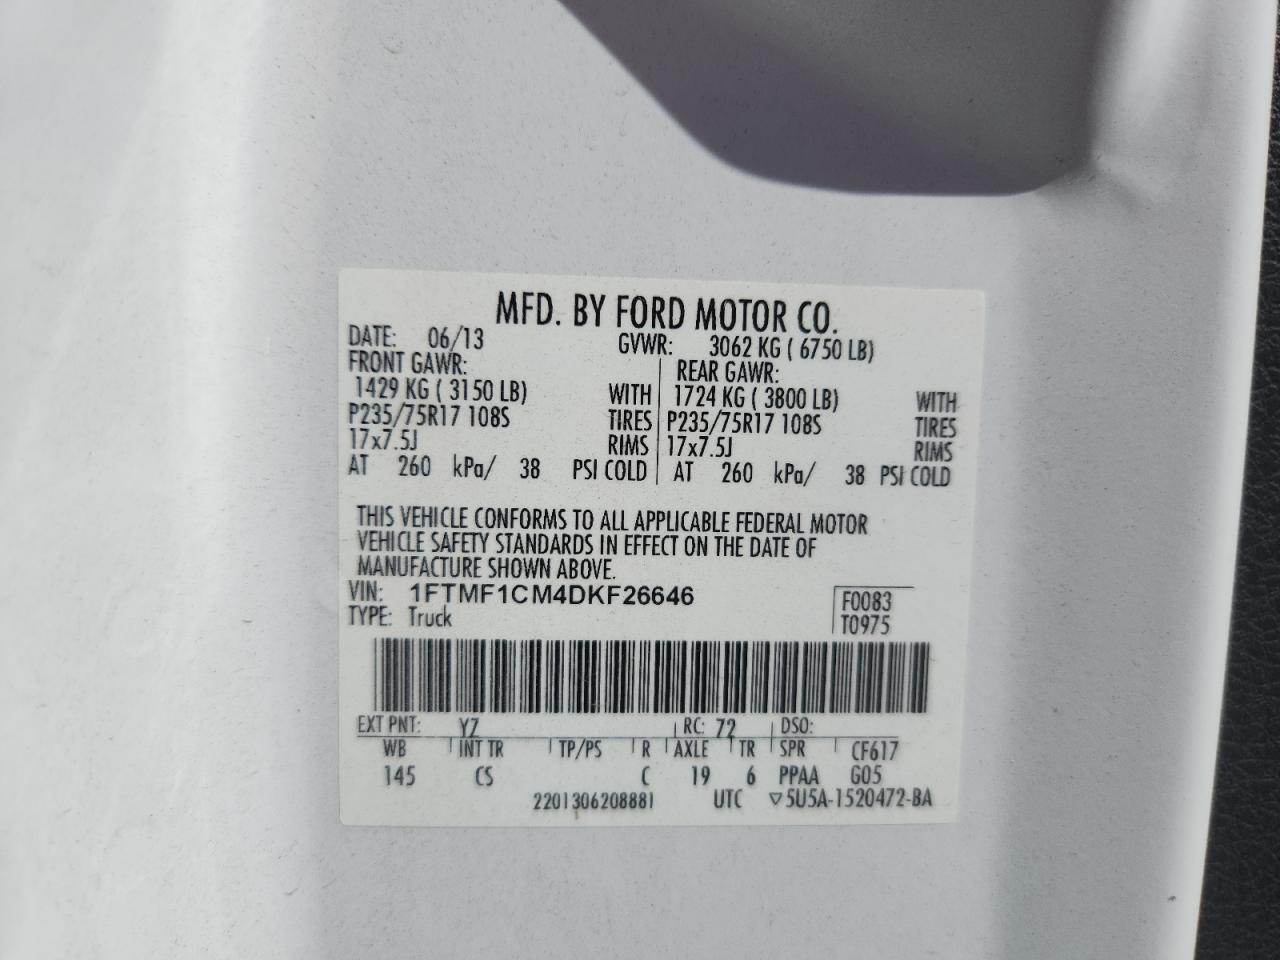 MFD. BY FORD MOTOR CO.
DATE: 06/13 GVWR: 3062 KG ( 6750 LB)
FRONT GAWR: REAR GAWR:
1429 KG ( 3150 LB) WITH 1724 KG ( 3800 LB) WITH
P235/75R17 108S TIRES P235/75R17 108S TIRES
17x7.5J RIMS 17x7.5J RIMS
AT 260 kPa/ 38 PSI COLD AT 260 kPa/ 38 PSI COLD
THIS VEHICLE CONFORMS TO ALL APPLICABLE FEDERAL MOTOR
VEHICLE SAFETY STANDARDS IN EFFECT ON THE DATE OF
MANUFACTURE SHOWN ABOVE.
VIN: 1FTMF1CM4DKF26646 F0083
TYPE: Truck T0975
EXT PNT: YZ RC: 72 DSO:
WB INT TR TP/PS R AXLE TR SPR CF617
145 CS C 19 6 PPAA G05
2201306208881 UTC ▽5U5A-1520472-BA